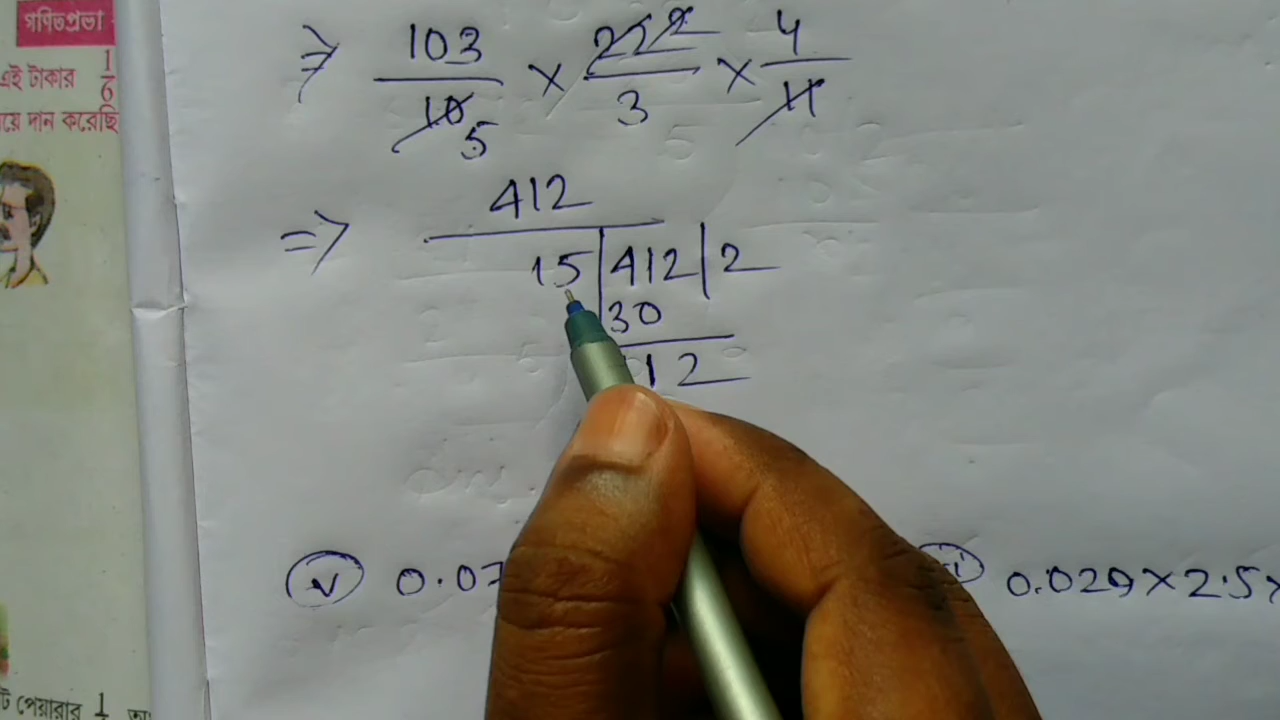 গণিতপ্রভা
এই টাকার 1/6
য়ে দান করেছি
⇒ 103/10 5 × 22 2/3 × 4/11
⇒ 412
15|412|2
30
12
টি পেয়ারার 1
v 0.07
0.029×2.5×